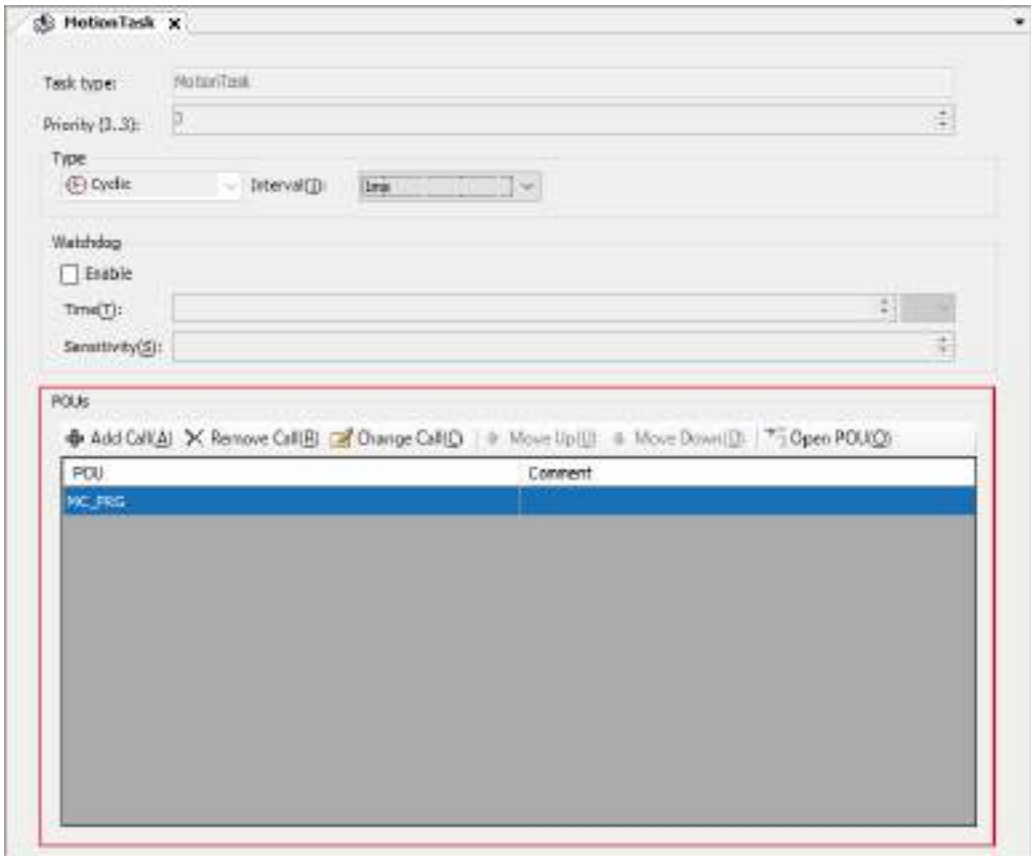 MotionTask
Task type: MotionTask
Priority (3..3): 3
Type
Cyclic Interval(I): 1ms
Watchdog
Enable
Time(T):
Sensitivity(S):
POUs
Add Call(A) Remove Call(R) Change Call(C) Move Up(U) Move Down(D) Open POU(O)
POU Comment
MC_PRG